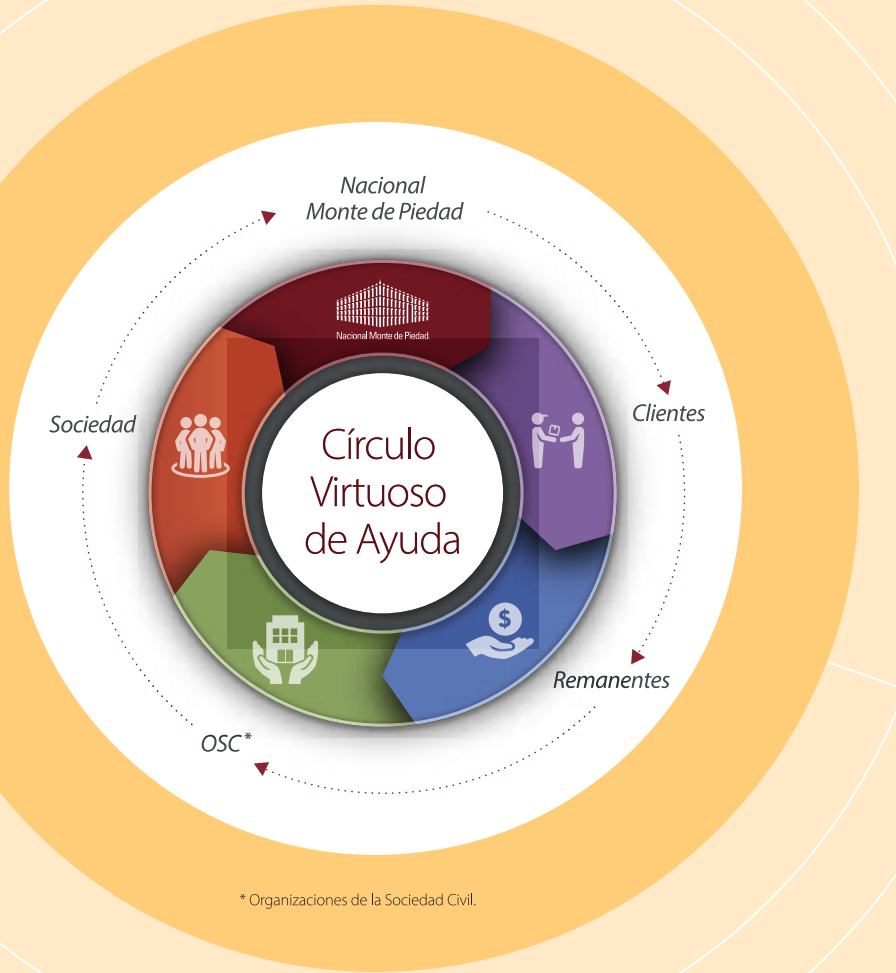 Nacional
Monte de Piedad
Nacional Monte de Piedad
Clientes
Sociedad
Círculo
Virtuoso
de Ayuda
$
Remanentes
OSC*
* Organizaciones de la Sociedad Civil.